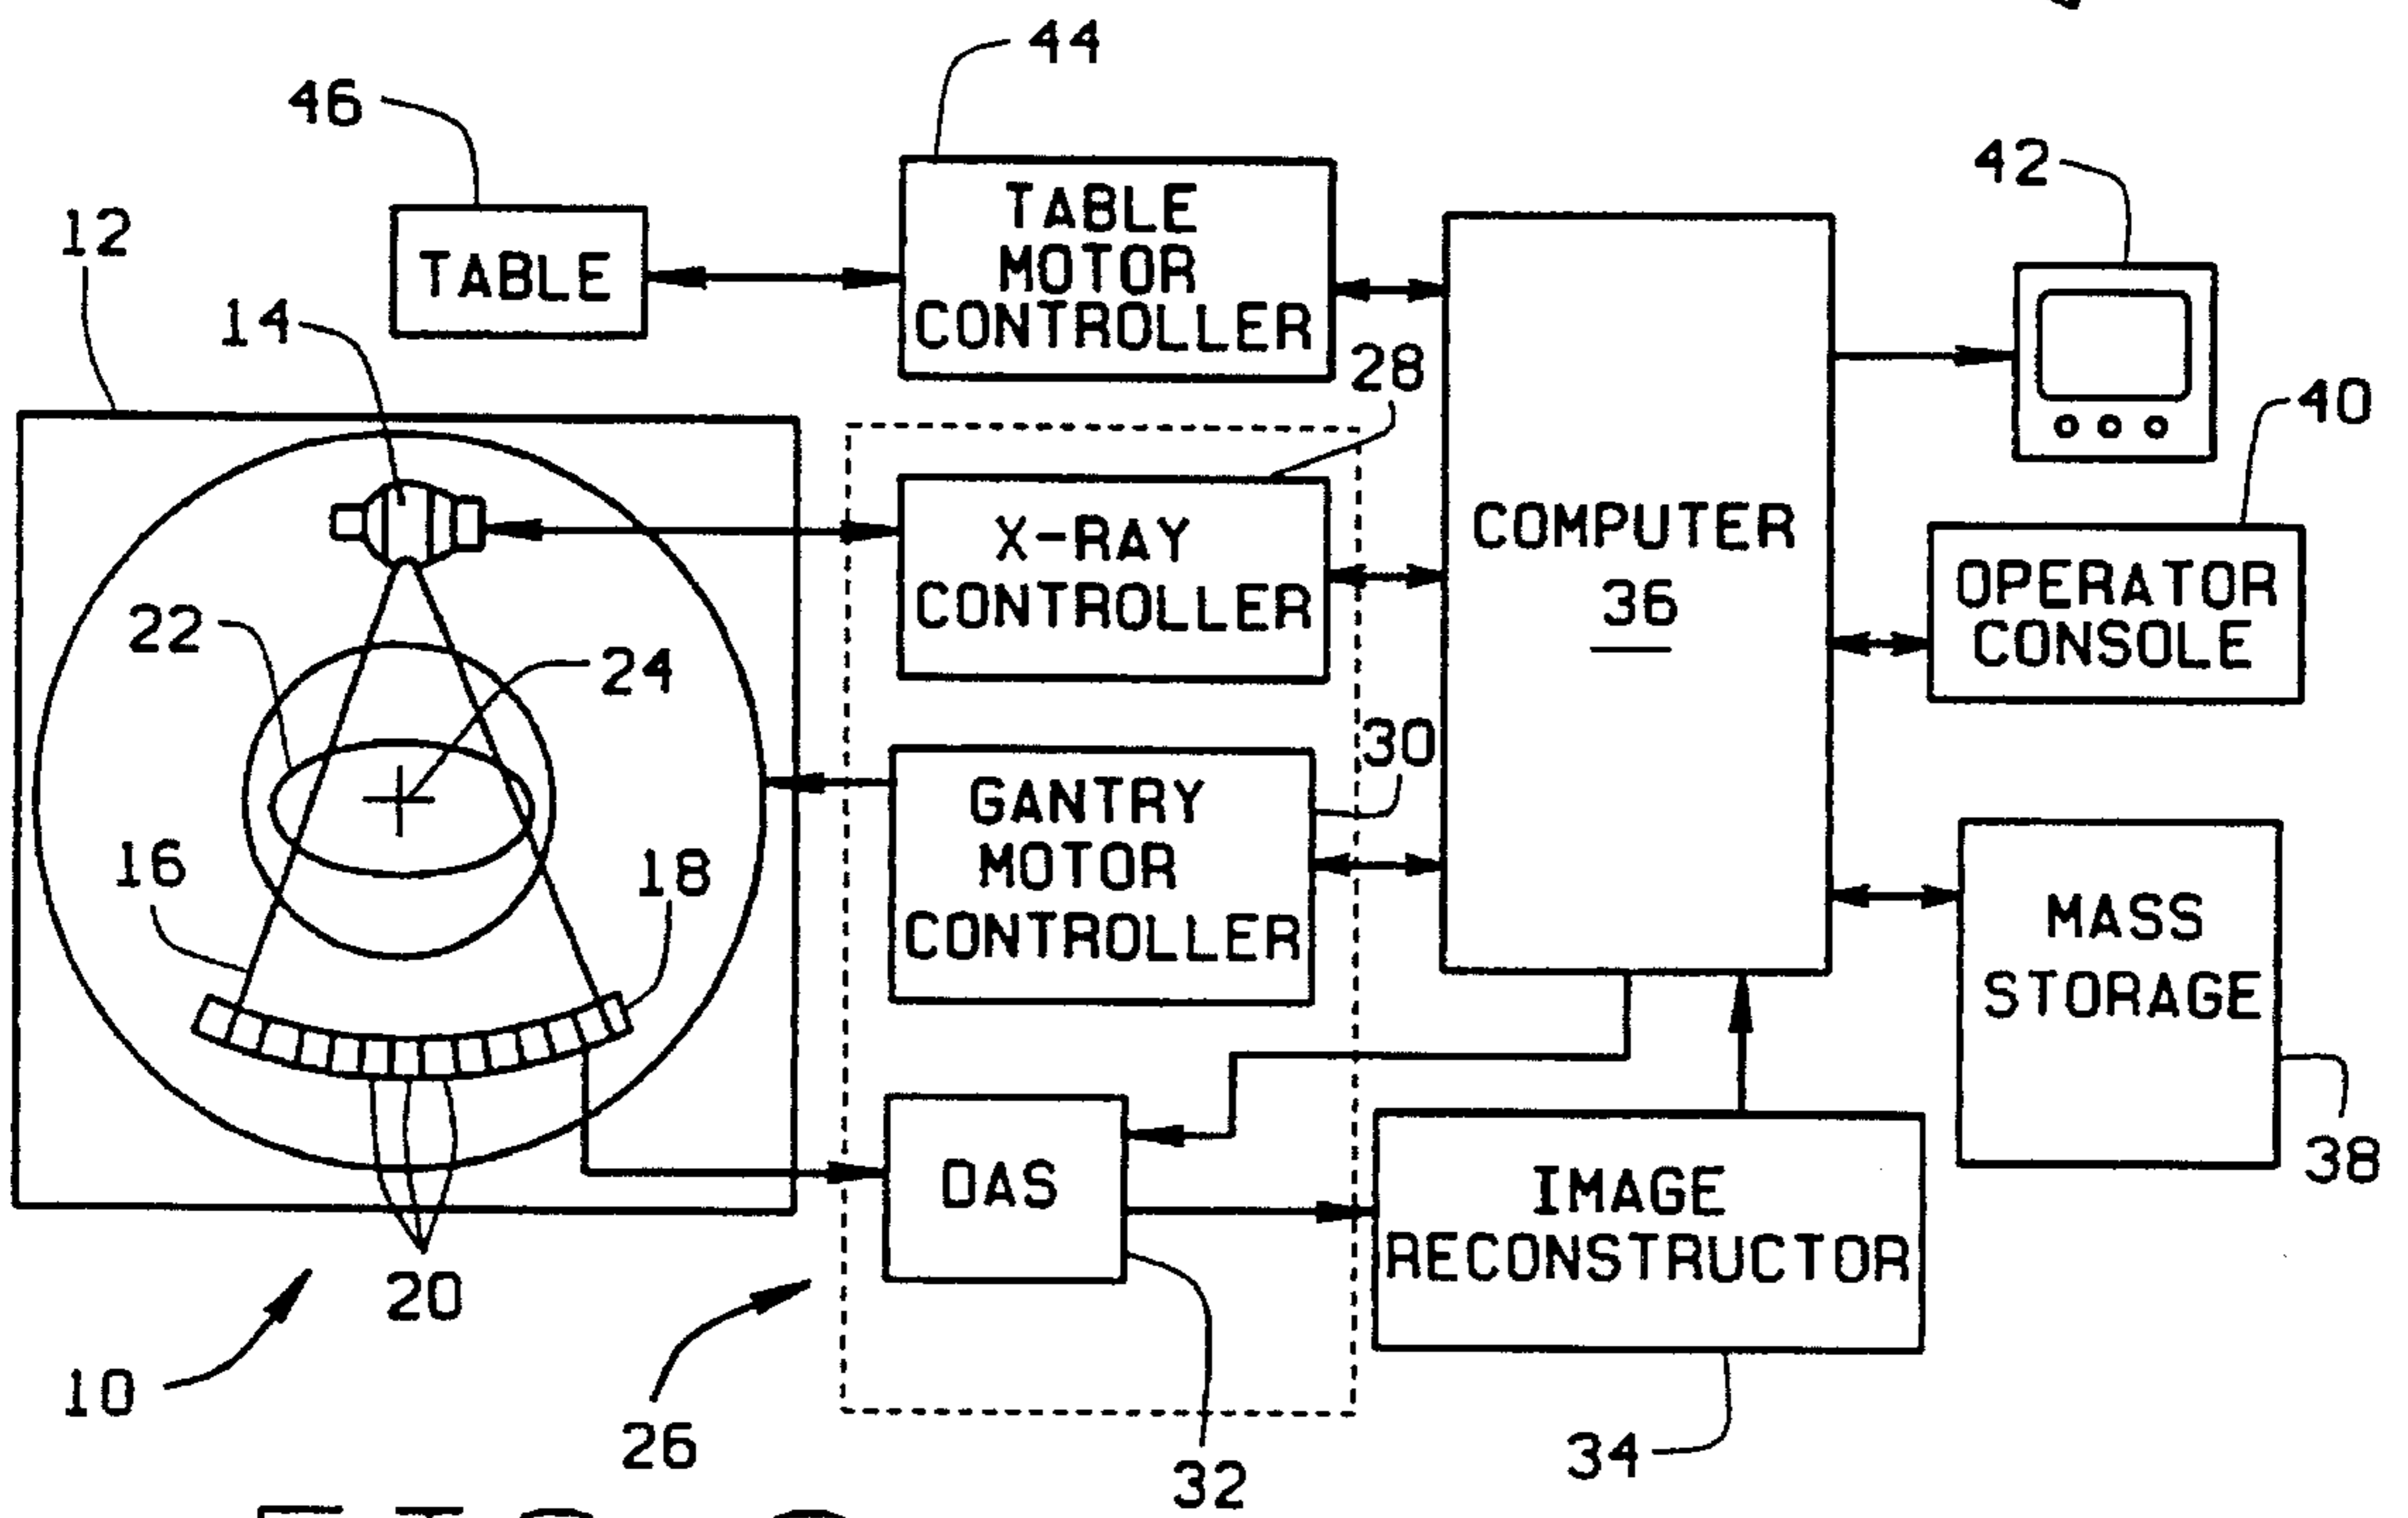 44
46
42
12
TABLE
MOTOR
CONTROLLER
TABLE
14
28
40
X-RAY
CONTROLLER
COMPUTER
36
OPERATOR
CONSOLE
22
24
30
GANTRY
MOTOR
CONTROLLER
16
18
MASS
STORAGE
38
DAS
IMAGE
RECONSTRUCTOR
20
10
26
32
34